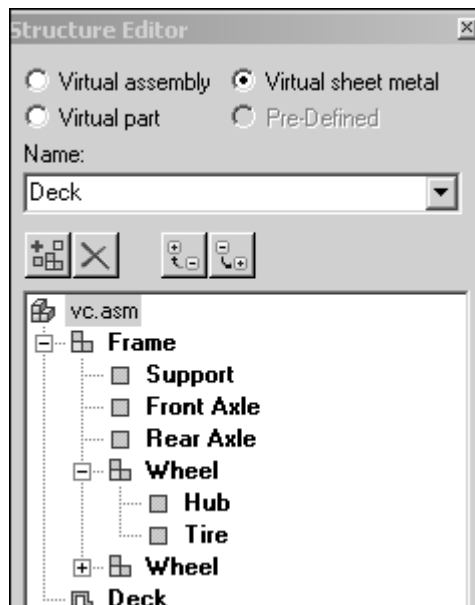 Structure Editor
Virtual assembly Virtual sheet metal
Virtual part Pre-Defined
Name:
Deck
vc.asm
Frame
Support
Front Axle
Rear Axle
Wheel
Hub
Tire
Wheel
Deck